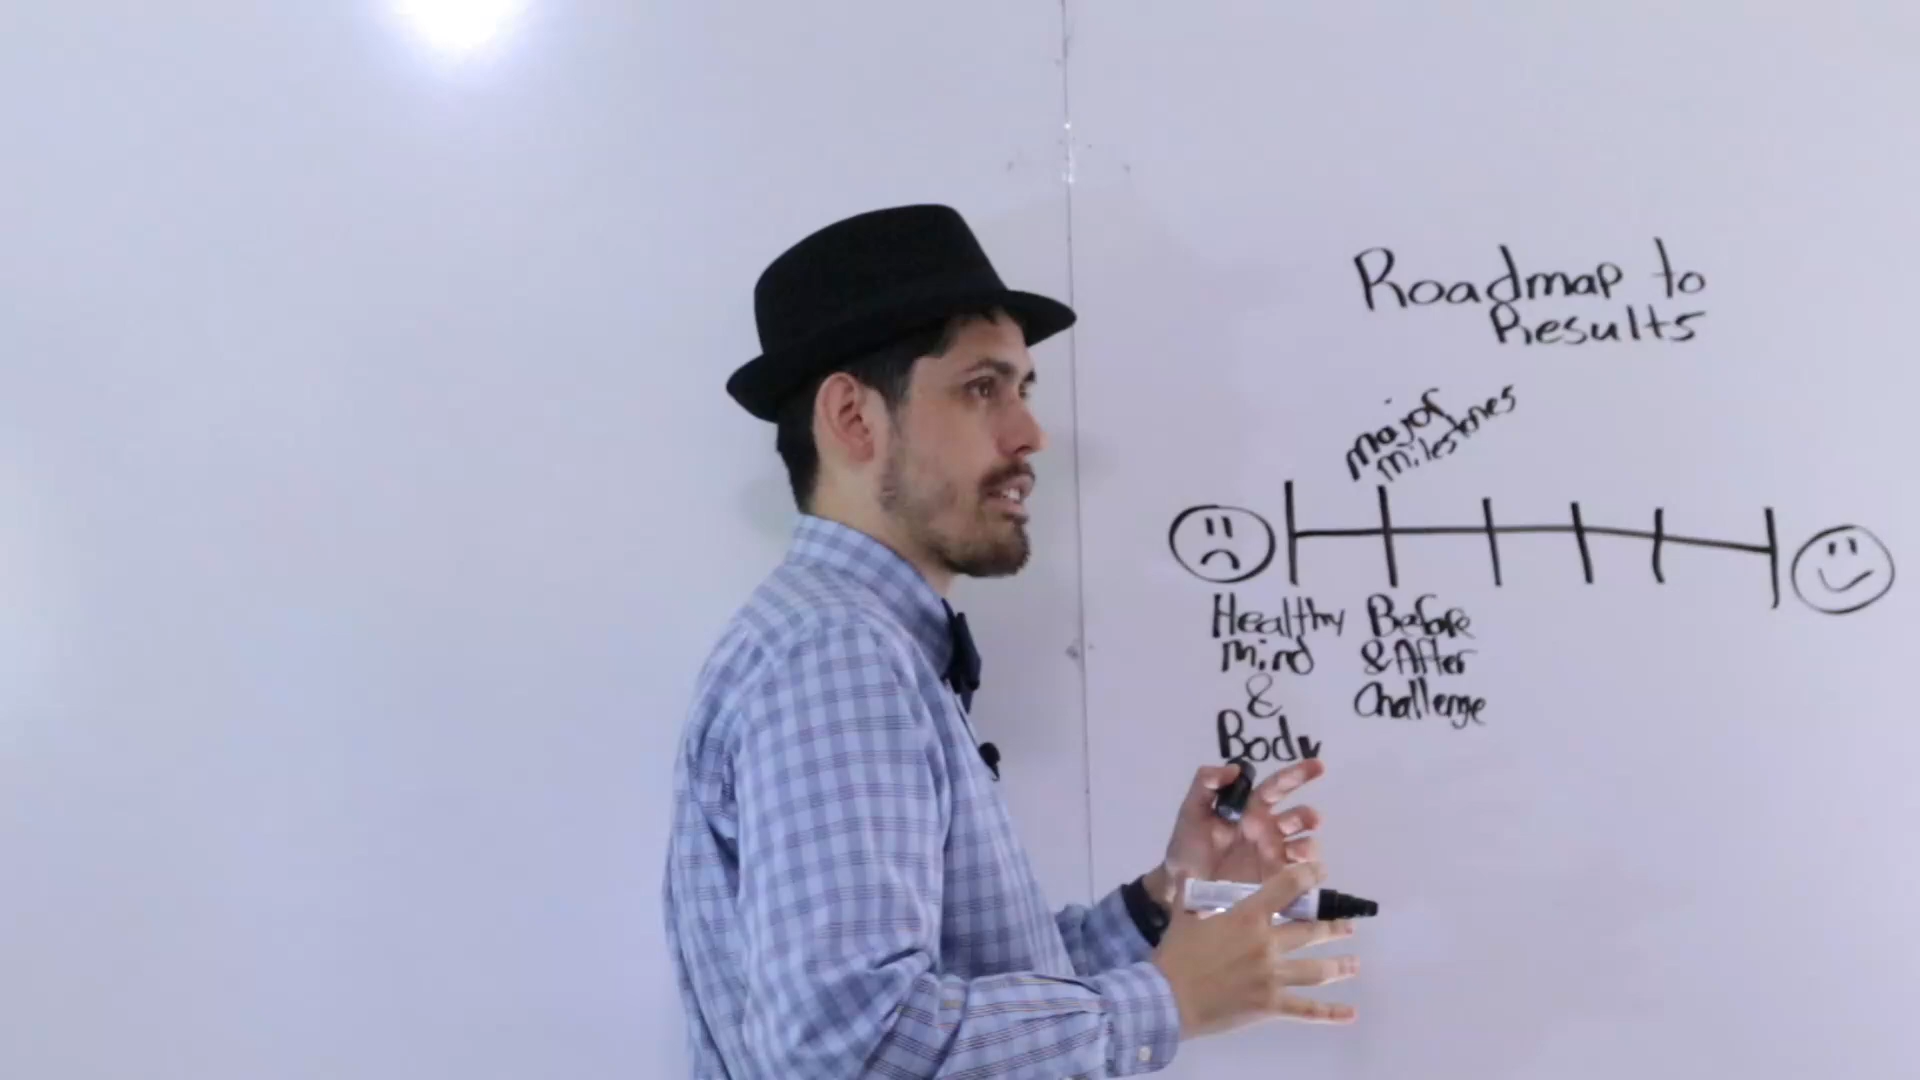 Roadmap to
Results
major
milestones
Healthy
Mind
&
Body
Before
& After
Challenge